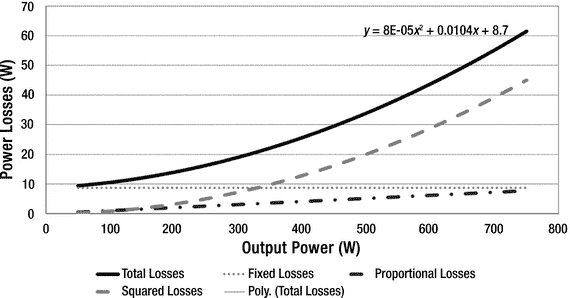 70
60
50
40
30
20
10
0
Power Losses (W)
y = 8E-05x² + 0.0104x + 8.7
0 100 200 300 400 500 600 700 800
Output Power (W)
Total Losses Fixed Losses Proportional Losses
Squared Losses Poly. (Total Losses)